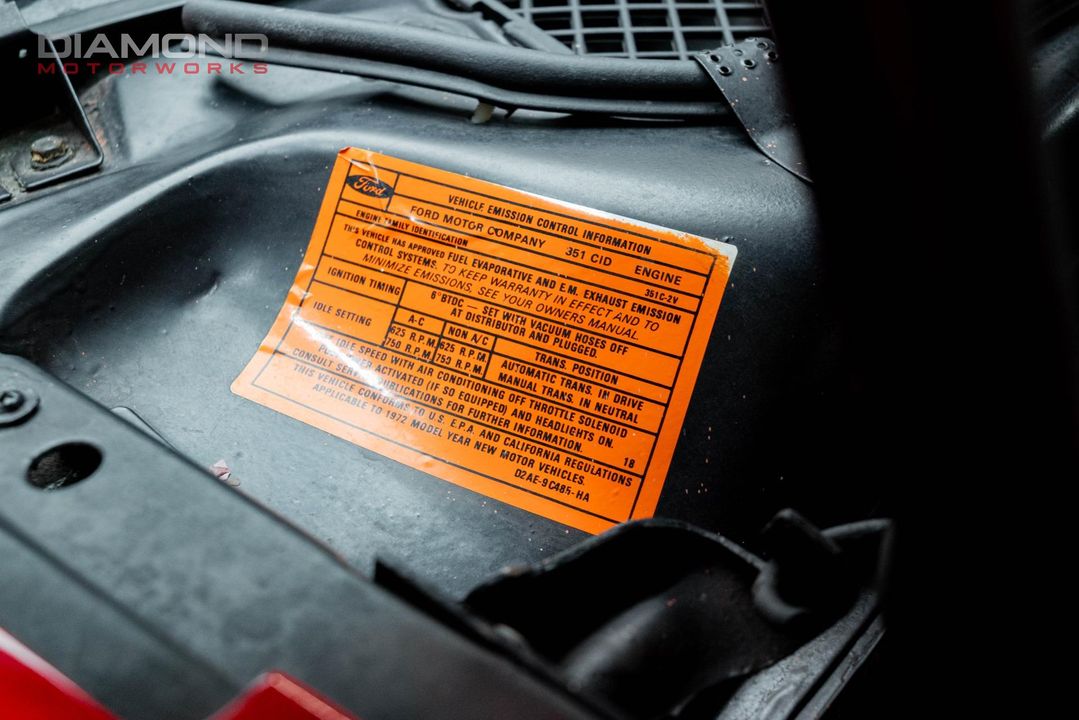 DIAMOND
MOTORWORKS
Ford
VEHICLE EMISSION CONTROL INFORMATION
FORD MOTOR COMPANY 351 CID ENGINE
ENGINE FAMILY IDENTIFICATION 351C-2V
THIS VEHICLE HAS APPROVED FUEL EVAPORATIVE AND E.M. EXHAUST EMISSION
CONTROL SYSTEMS. TO KEEP WARRANTY IN EFFECT AND TO
MINIMIZE EMISSIONS, SEE YOUR OWNERS MANUAL.
IGNITION TIMING 6°BTDC — SET WITH VACUUM HOSES OFF
AT DISTRIBUTOR AND PLUGGED.
IDLE SETTING A-C NON A/C TRANS. POSITION
625 R.P.M. 625 R.P.M. AUTOMATIC TRANS. IN DRIVE
750 R.P.M. 750 R.P.M. MANUAL TRANS. IN NEUTRAL
IDLE SPEED WITH AIR CONDITIONING OFF THROTTLE SOLENOID
ACTIVATED (IF SO EQUIPPED) AND HEADLIGHTS ON.
CONSULT SERVICE PUBLICATIONS FOR FURTHER INFORMATION. 18
THIS VEHICLE CONFORMS TO U.S. E.P.A. AND CALIFORNIA REGULATIONS
APPLICABLE TO 1972 MODEL YEAR NEW MOTOR VEHICLES.
D2AE-9C485-HA